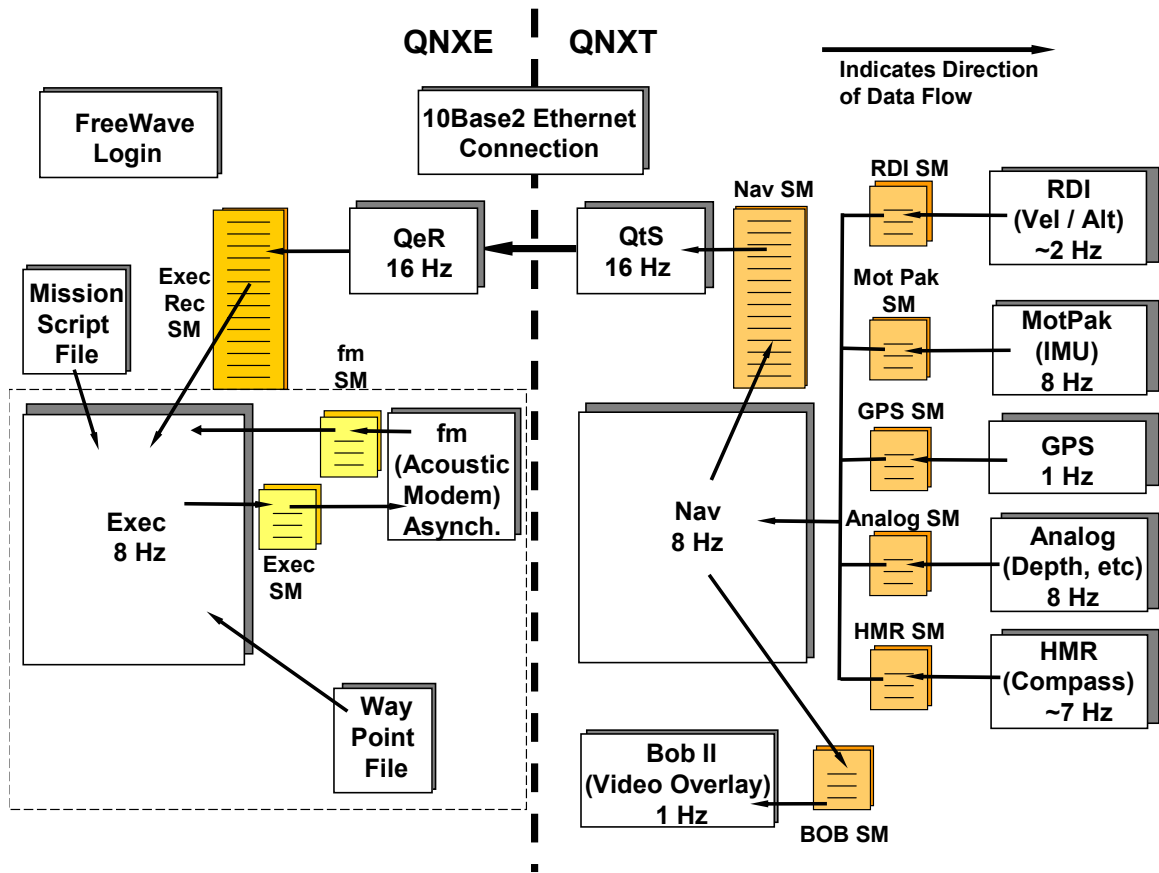 QNXE
QNXT
Indicates Direction
of Data Flow
FreeWave
Login
10Base2 Ethernet
Connection
Nav SM
RDI SM
RDI
(Vel / Alt)
~2 Hz
QeR
16 Hz
QtS
16 Hz
Exec
Rec
SM
Mission
Script
File
Mot Pak
SM
MotPak
(IMU)
8 Hz
fm
SM
fm
(Acoustic
Modem)
Asynch.
GPS SM
GPS
1 Hz
Exec
8 Hz
Exec
SM
Nav
8 Hz
Analog SM
Analog
(Depth, etc)
8 Hz
HMR SM
HMR
(Compass)
~7 Hz
Way
Point
File
Bob II
(Video Overlay)
1 Hz
BOB SM